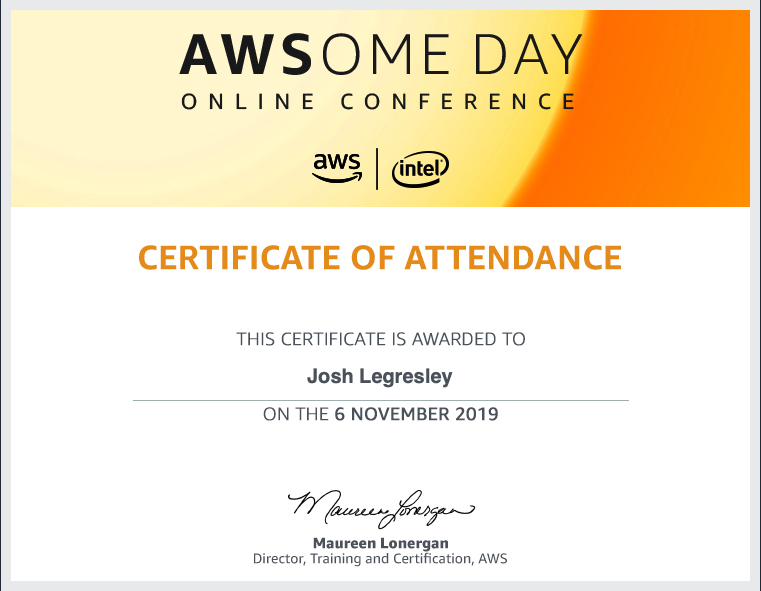 AWSOME DAY
ONLINE CONFERENCE
aws intel
CERTIFICATE OF ATTENDANCE
THIS CERTIFICATE IS AWARDED TO
Josh Legresley
ON THE 6 NOVEMBER 2019
Maureen Lonergan
Maureen Lonergan
Director, Training and Certification, AWS